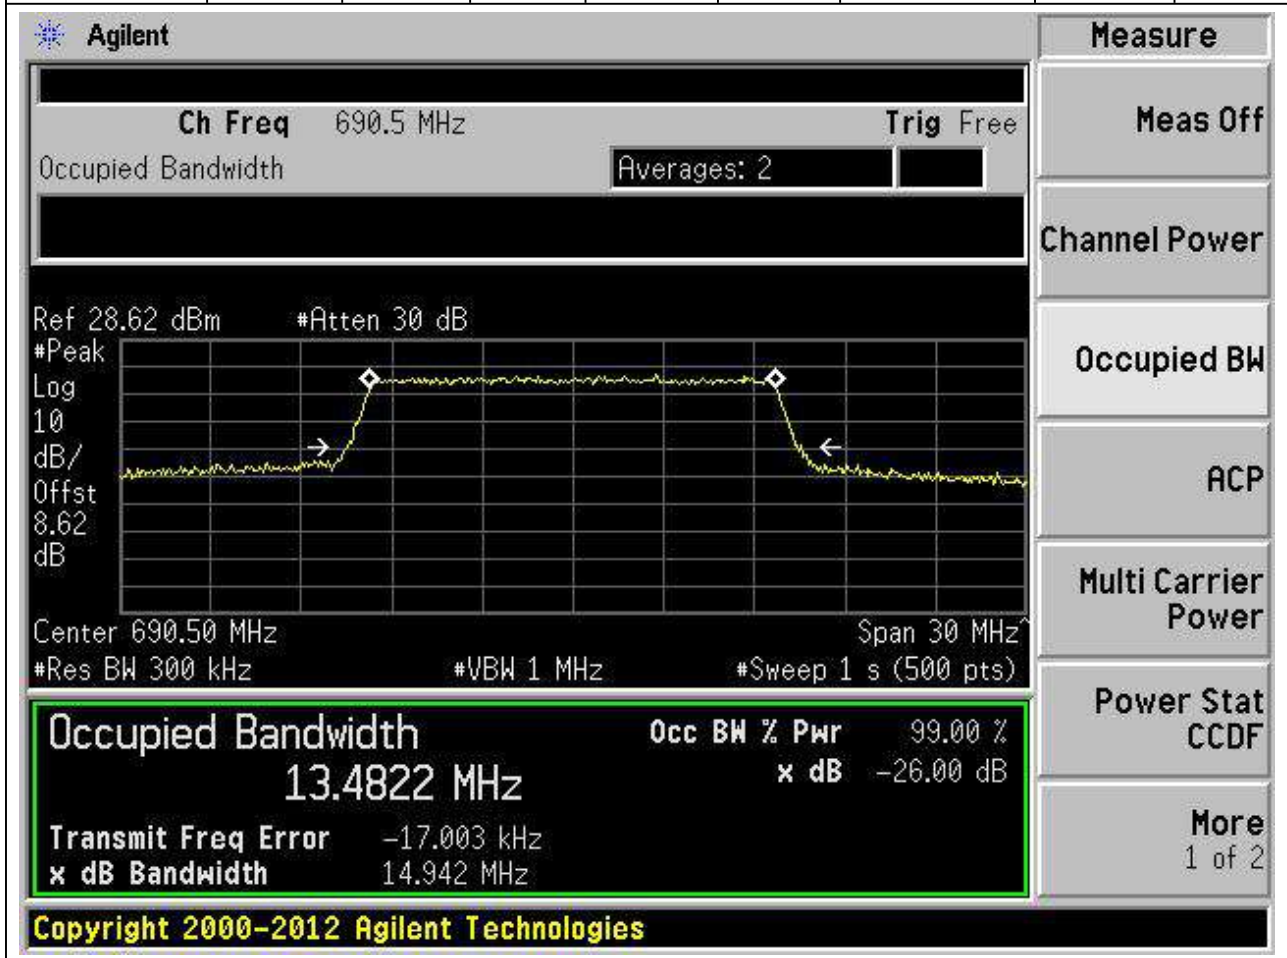 Agilent
Measure
Ch Freq 690.5 MHz Trig Free
Meas Off
Occupied Bandwidth Averages: 2
Channel Power
Ref 28.62 dBm #Atten 30 dB
#Peak
Log
10
dB/
Offst
8.62
dB
Occupied BW
ACP
Center 690.50 MHz Span 30 MHz^
#Res BW 300 kHz #VBW 1 MHz #Sweep 1 s (500 pts)
Multi Carrier
Power
Occupied Bandwidth Occ BW % Pwr 99.00 %
13.4822 MHz x dB -26.00 dB
Transmit Freq Error -17.003 kHz
x dB Bandwidth 14.942 MHz
Power Stat
CCDF
More
1 of 2
Copyright 2000-2012 Agilent Technologies